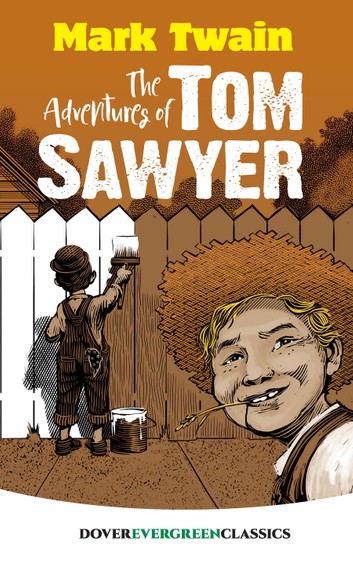 Mark Twain
The
Adventures of
TOM
SAWYER
DOVEREVERGREENCLASSICS